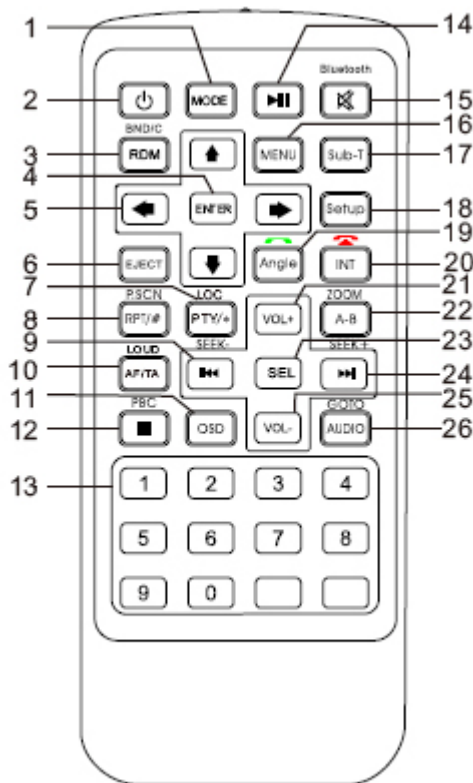 1 14
Bluetooth
2 MODE 15
16
BND/C
3 RDM MENU Sub-T 17
4
5 ENTER Setup 18
19
6 EJECT Angle INT 20
7 P.SCN LOC 21 ZOOM
8 RPT/# PTY/* VOL+ A-B 22
9 SEEK- SEEK+ 23
LOUD
10 AF/TA SEL 24
11 PBC 25 GOTO
12 OSD VOL- AUDIO 26
13 1 2 3 4
5 6 7 8
9 0